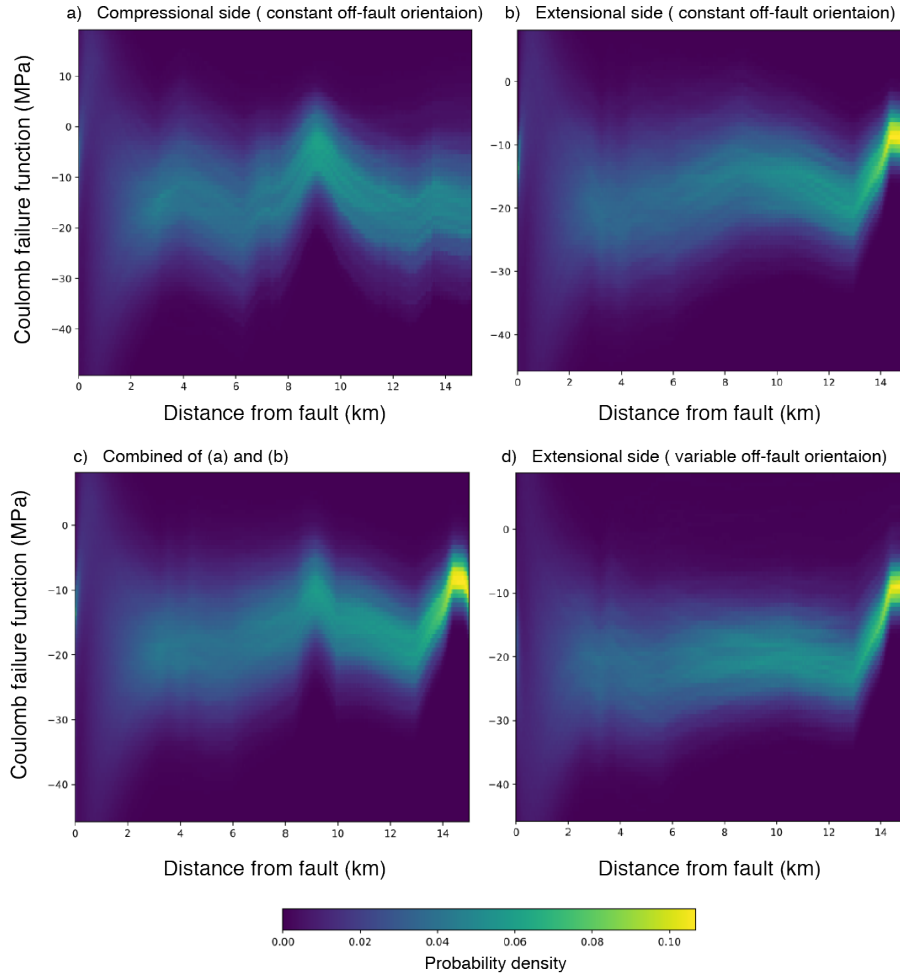 a) Compressional side ( constant off-fault orientaion)
b) Extensional side ( constant off-fault orientaion)
Coulomb failure function (MPa)
10
0
−10
−20
−30
−40
0 2 4 6 8 10 12 14
Distance from fault (km)
0
−10
−20
−30
−40
0 2 4 6 8 10 12 14
Distance from fault (km)
c) Combined of (a) and (b)
d) Extensional side ( variable off-fault orientaion)
Coulomb failure function (MPa)
0
−10
−20
−30
−40
0 2 4 6 8 10 12 14
Distance from fault (km)
0
−10
−20
−30
−40
0 2 4 6 8 10 12 14
Distance from fault (km)
0.00 0.02 0.04 0.06 0.08 0.10
Probability density